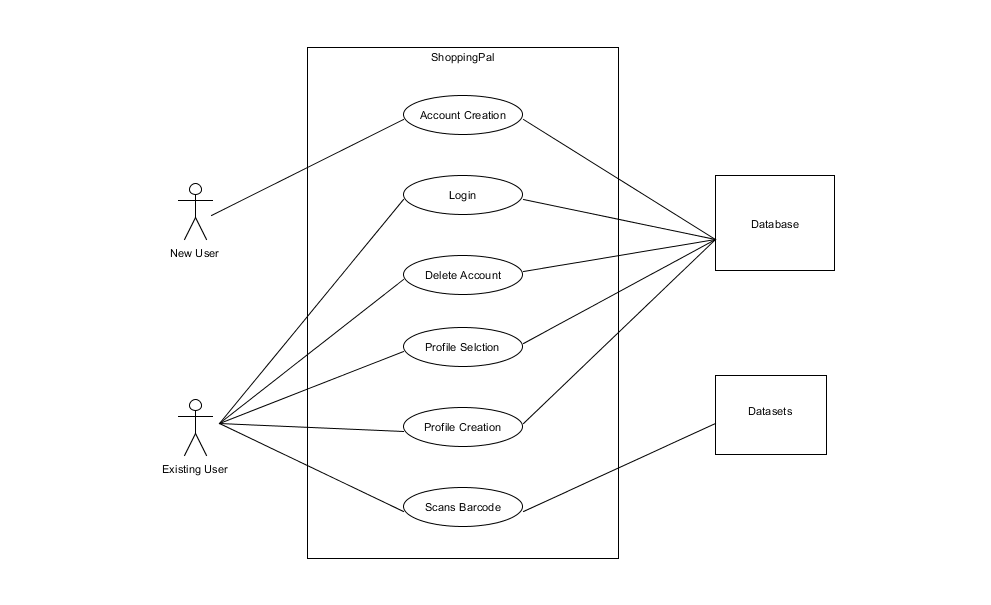 ShoppingPal
Account Creation
Login
Database
New User
Delete Account
Profile Selction
Datasets
Profile Creation
Existing User
Scans Barcode